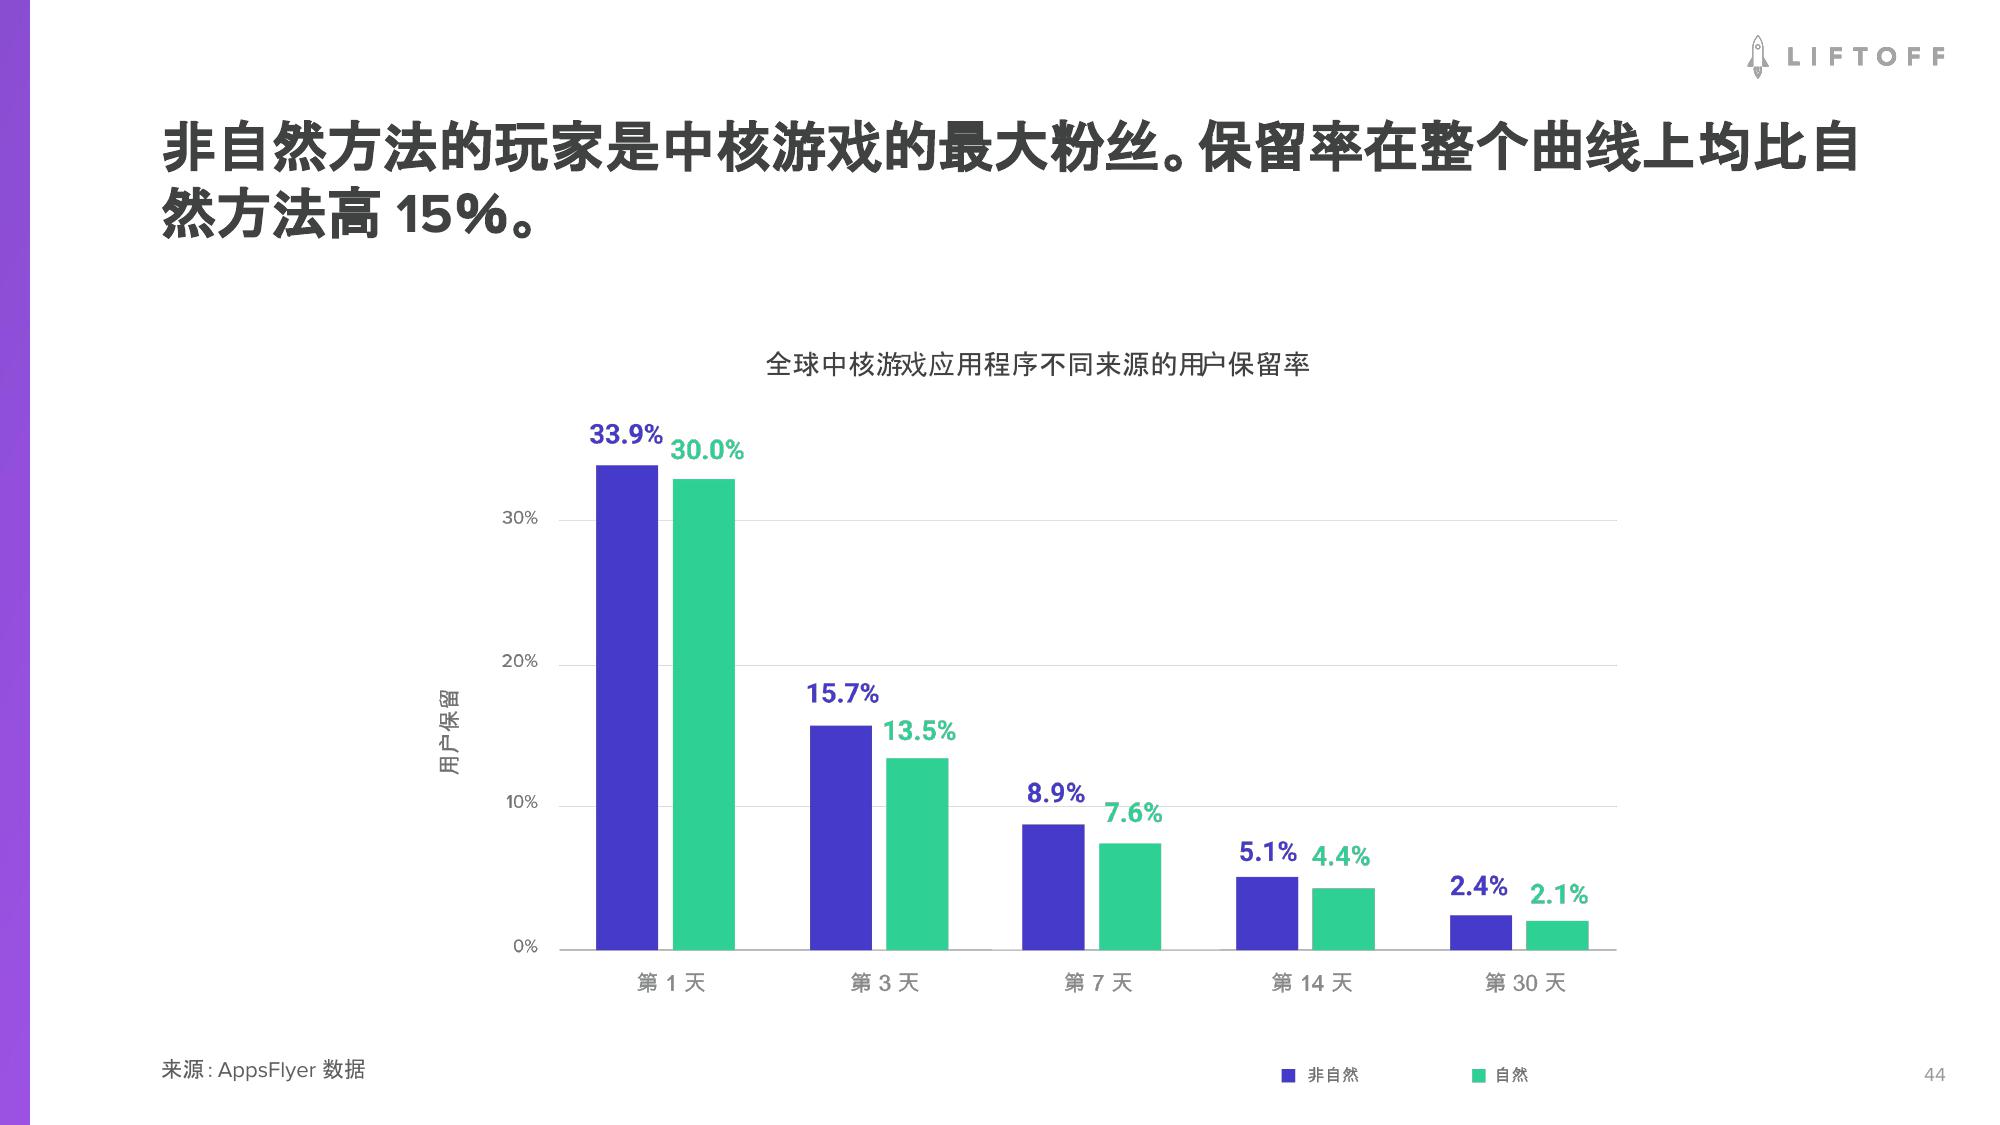 LIFTOFF
非自然方法的玩家是中核游戏的最大粉丝。保留率在整个曲线上均比自
然方法高 15%。
全球中核游戏应用程序不同来源的用户保留率
33.9%
30.0%
15.7%
13.5%
8.9%
7.6%
5.1%
4.4%
2.4%
2.1%
30%
20%
10%
0%
用户保留
第 1 天
第 3 天
第 7 天
第 14 天
第 30 天
来源: AppsFlyer 数据
非自然
自然
44